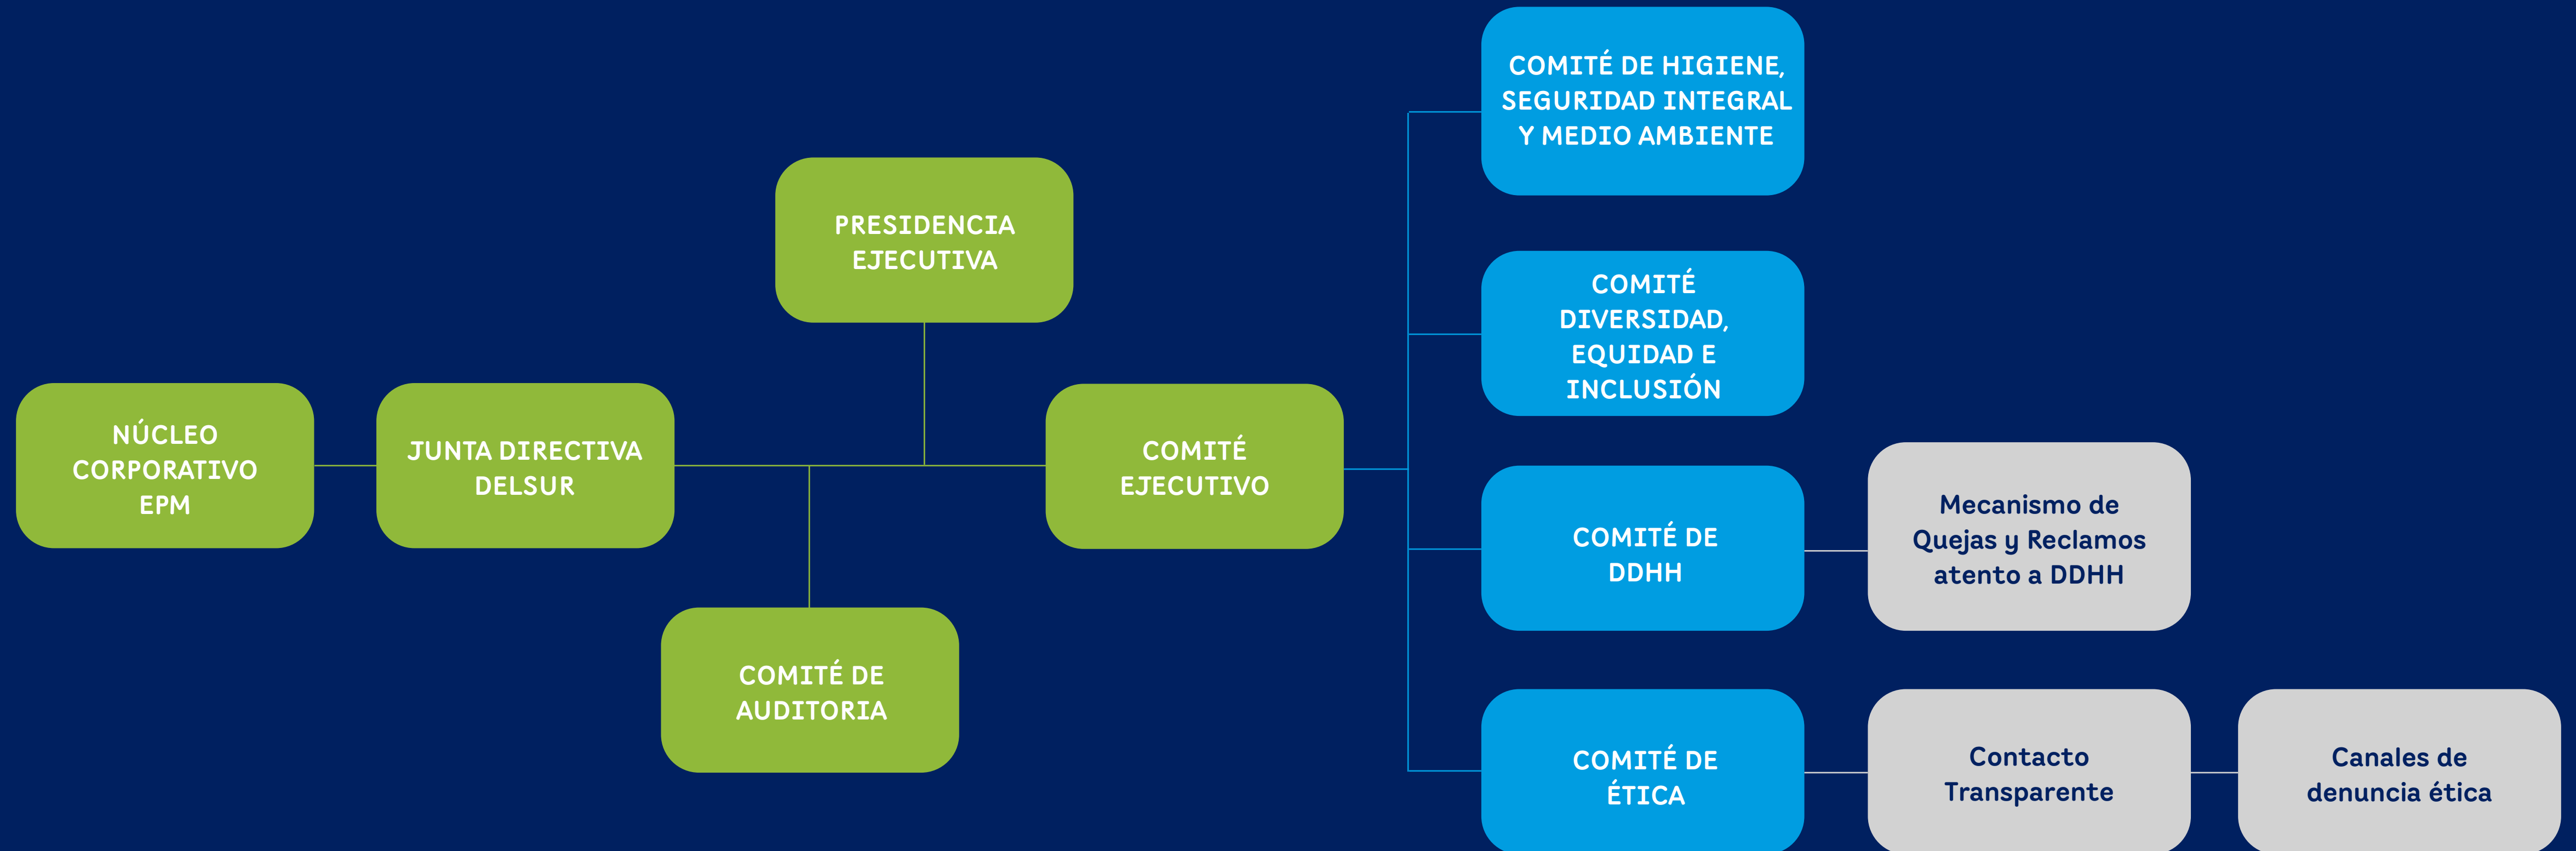 NÚCLEO
CORPORATIVO
EPM
JUNTA DIRECTIVA
DELSUR
PRESIDENCIA
EJECUTIVA
COMITÉ DE
AUDITORIA
COMITÉ
EJECUTIVO
COMITÉ DE HIGIENE,
SEGURIDAD INTEGRAL
Y MEDIO AMBIENTE
COMITÉ
DIVERSIDAD,
EQUIDAD E
INCLUSIÓN
COMITÉ DE
DDHH
Mecanismo de
Quejas y Reclamos
atento a DDHH
COMITÉ DE
ÉTICA
Contacto
Transparente
Canales de
denuncia ética